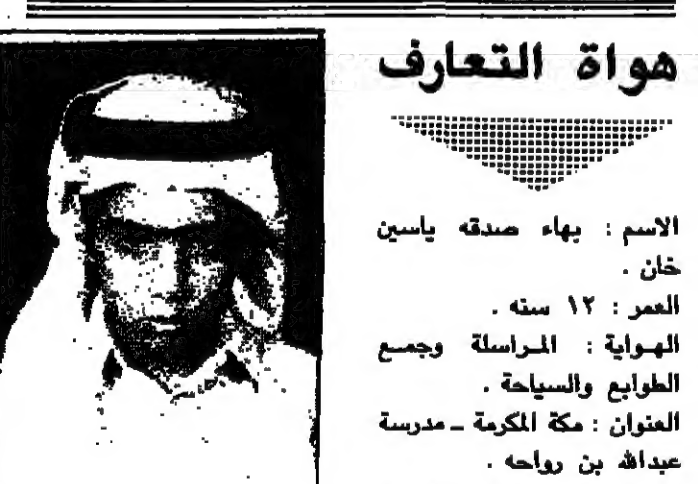 هواة التعارف
الاسم : بهاء صدقه ياسين
خان .
العمر : ١٢ سنه .
الهواية : المراسلة وجمع
الطوابع والسياحة .
العنوان : مكة المكرمة ـ مدرسة
عبدالله بن رواحه .